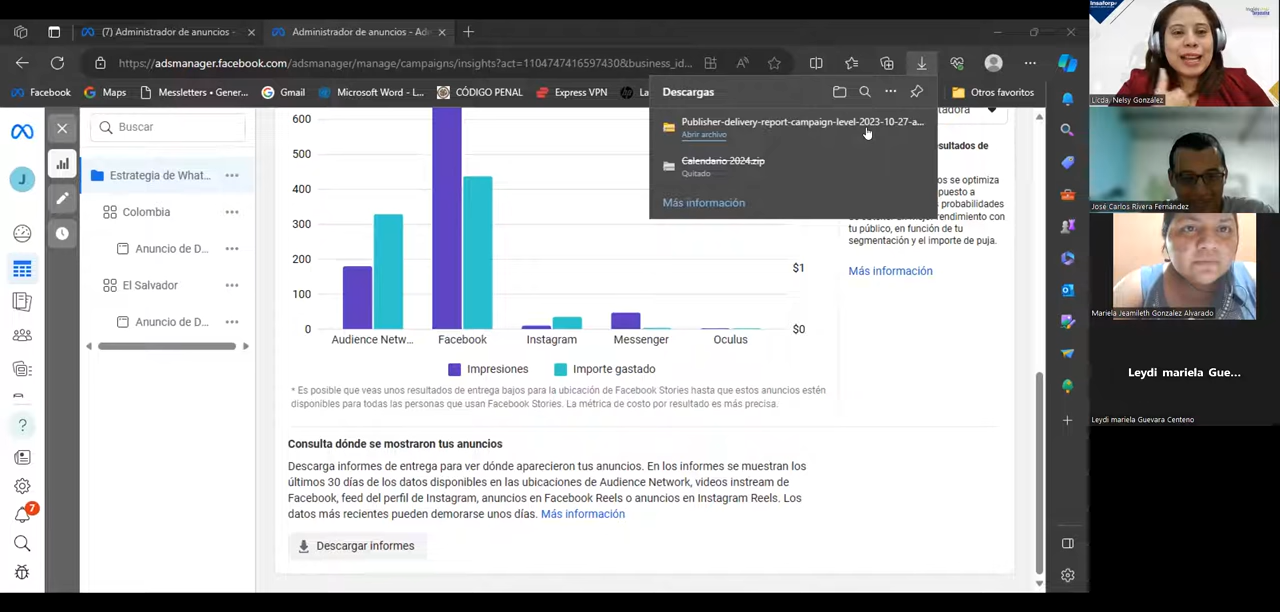 (7) Administrador de anuncios -
Administrador de anuncios - Ad
https://adsmanager.facebook.com/adsmanager/manage/campaigns/insights?act=1104747416597430&business_id...
Facebook
Maps
Messletters : Gener...
Gmail
Microsoft Word - L...
CÓDIGO PENAL
Express VPN
La
Otros favoritos
Descargas
Publisher-delivery-report-campaign-level-2023-10-27-a...
Abrir archivo
Calendario 2024.zip
Quitado
Más información
Buscar
Estrategia de What...
Colombia
Anuncio de D...
El Salvador
Anuncio de D...
J
7
600
500
400
300
200
100
0
$1
$0
Audience Netw...
Facebook
Instagram
Messenger
Oculus
Impresiones
Importe gastado
* Es posible que veas unos resultados de entrega bajos para la ubicación de Facebook Stories hasta que estos anuncios estén
disponibles para todas las personas que usan Facebook Stories. La métrica de costo por resultado es más precisa.
Consulta dónde se mostraron tus anuncios
Descarga informes de entrega para ver dónde aparecieron tus anuncios. En los informes se muestran los
últimos 30 días de los datos disponibles en las ubicaciones de Audience Network, videos instream de
Facebook, feed del perfil de Instagram, anuncios en Facebook Reels o anuncios en Instagram Reels. Los
datos más recientes pueden demorarse unos días. Más información
Descargar informes
tadora
esultados de
os se optimiza
puesto a
probabilidades
tu público, en función de tu
segmentación y el importe de puja.
Más información
Insaforp
Licda. Nelsy González
José Carlos Rivera Fernández
Mariela Jeamileth Gonzalez Alvarado
Leydi mariela Gue...
Leydi mariela Guevara Centeno